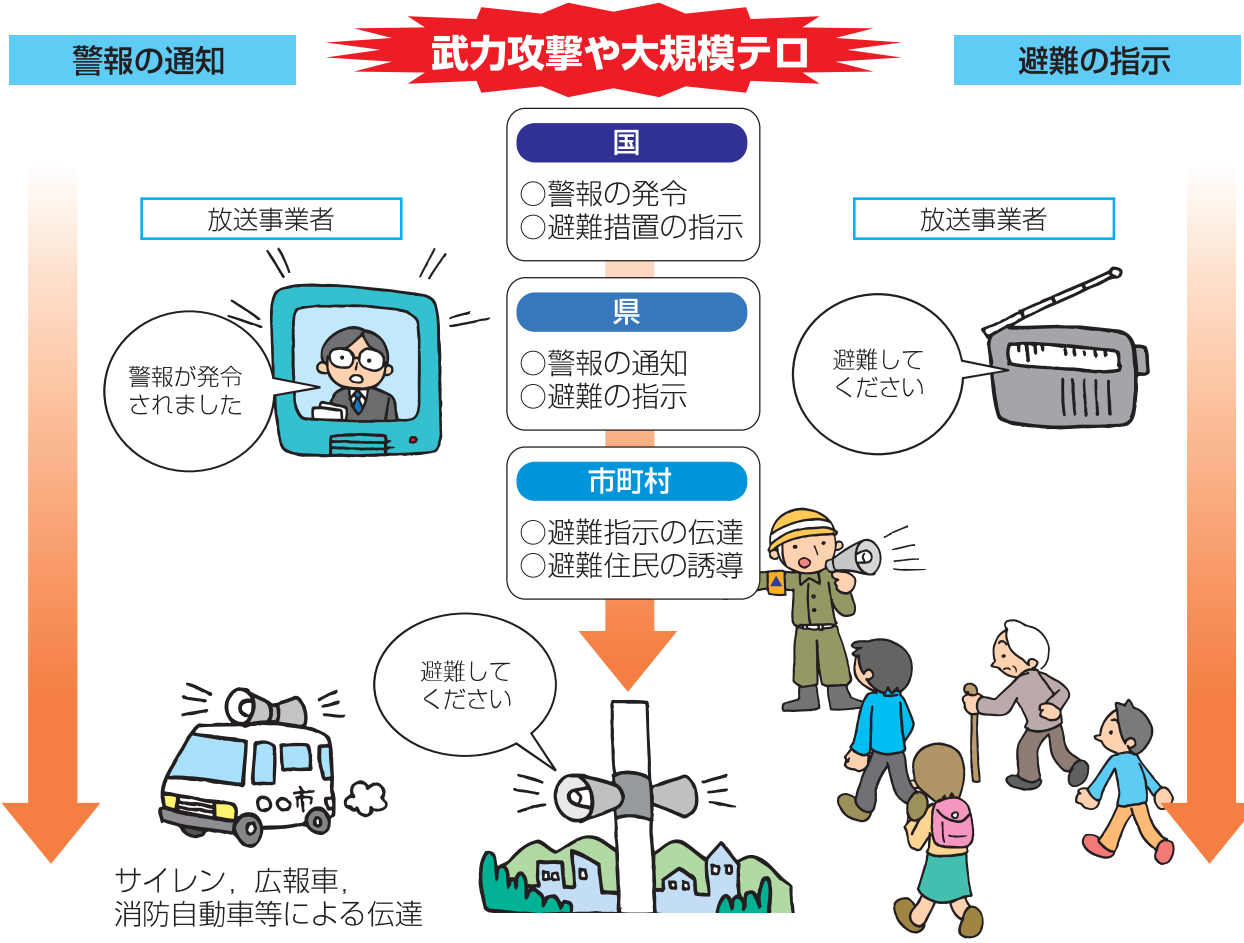 武力攻撃や大規模テロ
警報の通知
避難の指示
国
○警報の発令
○避難措置の指示
放送事業者
放送事業者
県
○警報の通知
○避難の指示
警報が発令
されました
避難して
ください
市町村
○避難指示の伝達
○避難住民の誘導
避難して
ください
○○市
サイレン，広報車，
消防自動車等による伝達